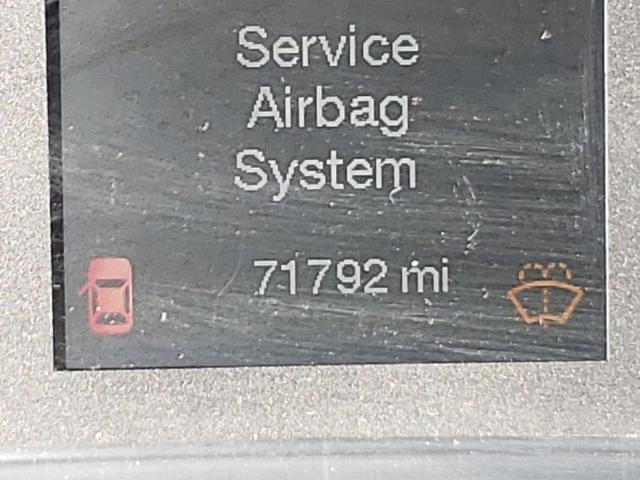 Service
Airbag
System
71792 mi